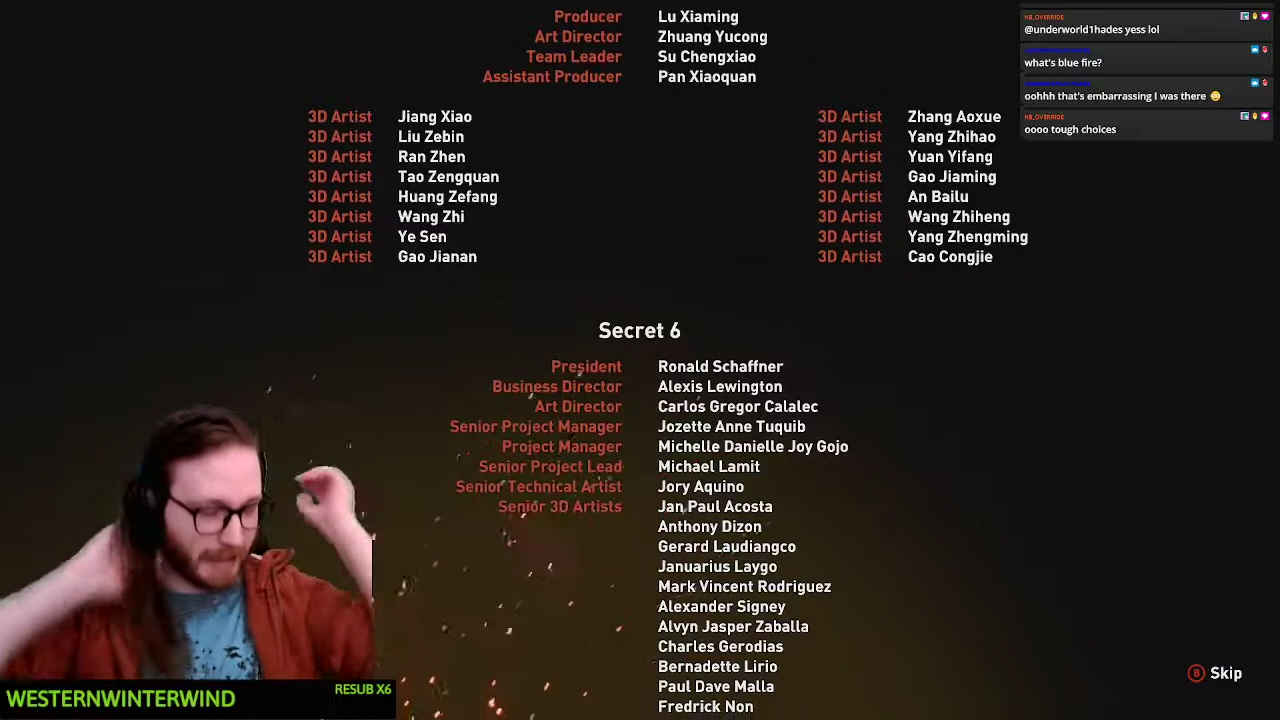 Producer Lu Xiaming
Art Director Zhuang Yucong
Team Leader Su Chengxiao
Assistant Producer Pan Xiaoquan
3D Artist Jiang Xiao
3D Artist Liu Zebin
3D Artist Ran Zhen
3D Artist Tao Zengquan
3D Artist Huang Zefang
3D Artist Wang Zhi
3D Artist Ye Sen
3D Artist Gao Jianan
3D Artist Zhang Aoxue
3D Artist Yang Zhihao
3D Artist Yuan Yifang
3D Artist Gao Jiaming
3D Artist An Bailu
3D Artist Wang Zhiheng
3D Artist Yang Zhengming
3D Artist Cao Congjie
Secret 6
President Ronald Schaffner
Business Director Alexis Lewington
Art Director Carlos Gregor Calalec
Senior Project Manager Jozette Anne Tuquib
Project Manager Michelle Danielle Joy Gojo
Senior Project Lead Michael Lamit
Senior Technical Artist Jory Aquino
Senior 3D Artists Jan Paul Acosta
Anthony Dizon
Gerard Laudiangco
Januarius Laygo
Mark Vincent Rodriguez
Alexander Signey
Alvyn Jasper Zaballa
Charles Gerodias
Bernadette Lirio
Paul Dave Malla
Fredrick Non
KB_OVERRIDE
@underworld1hades yess lol
what's blue fire?
oohhh that's embarrassing I was there
KB_OVERRIDE
oooo tough choices
B Skip
WESTERNWINTERWIND RESUB X6